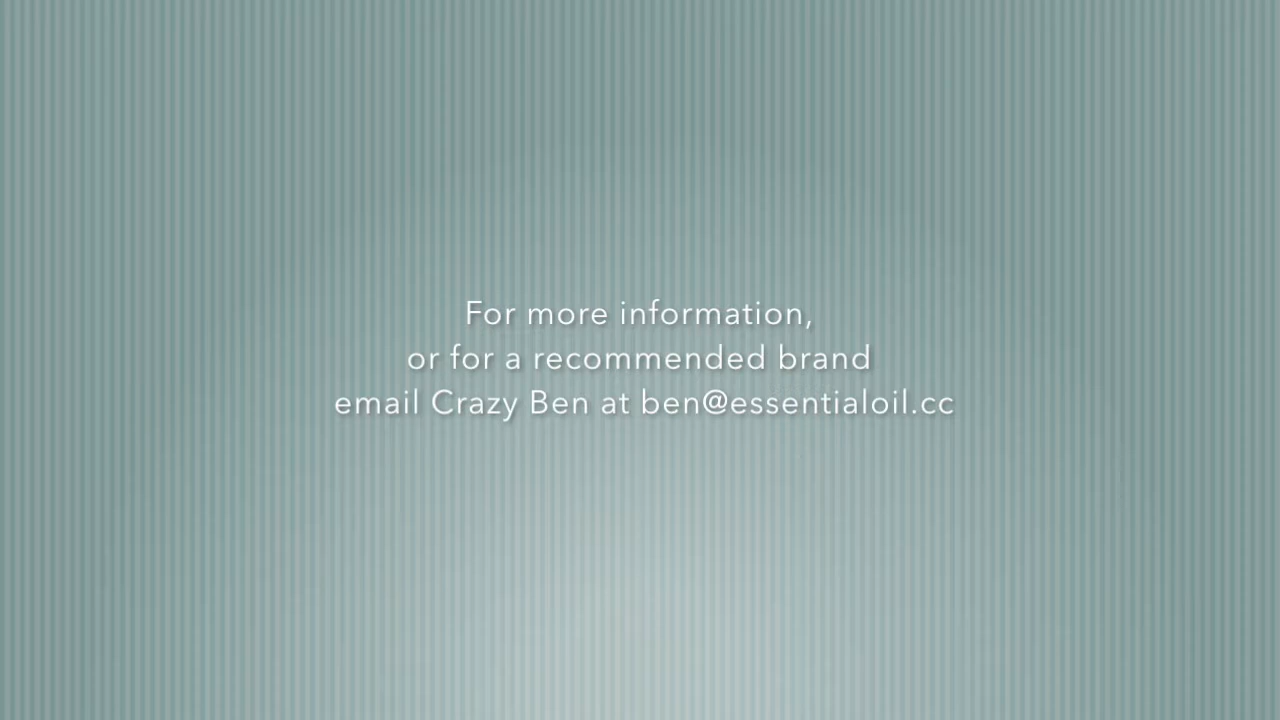 For more information,
or for a recommended brand
email Crazy Ben at ben@essentialoil.cc